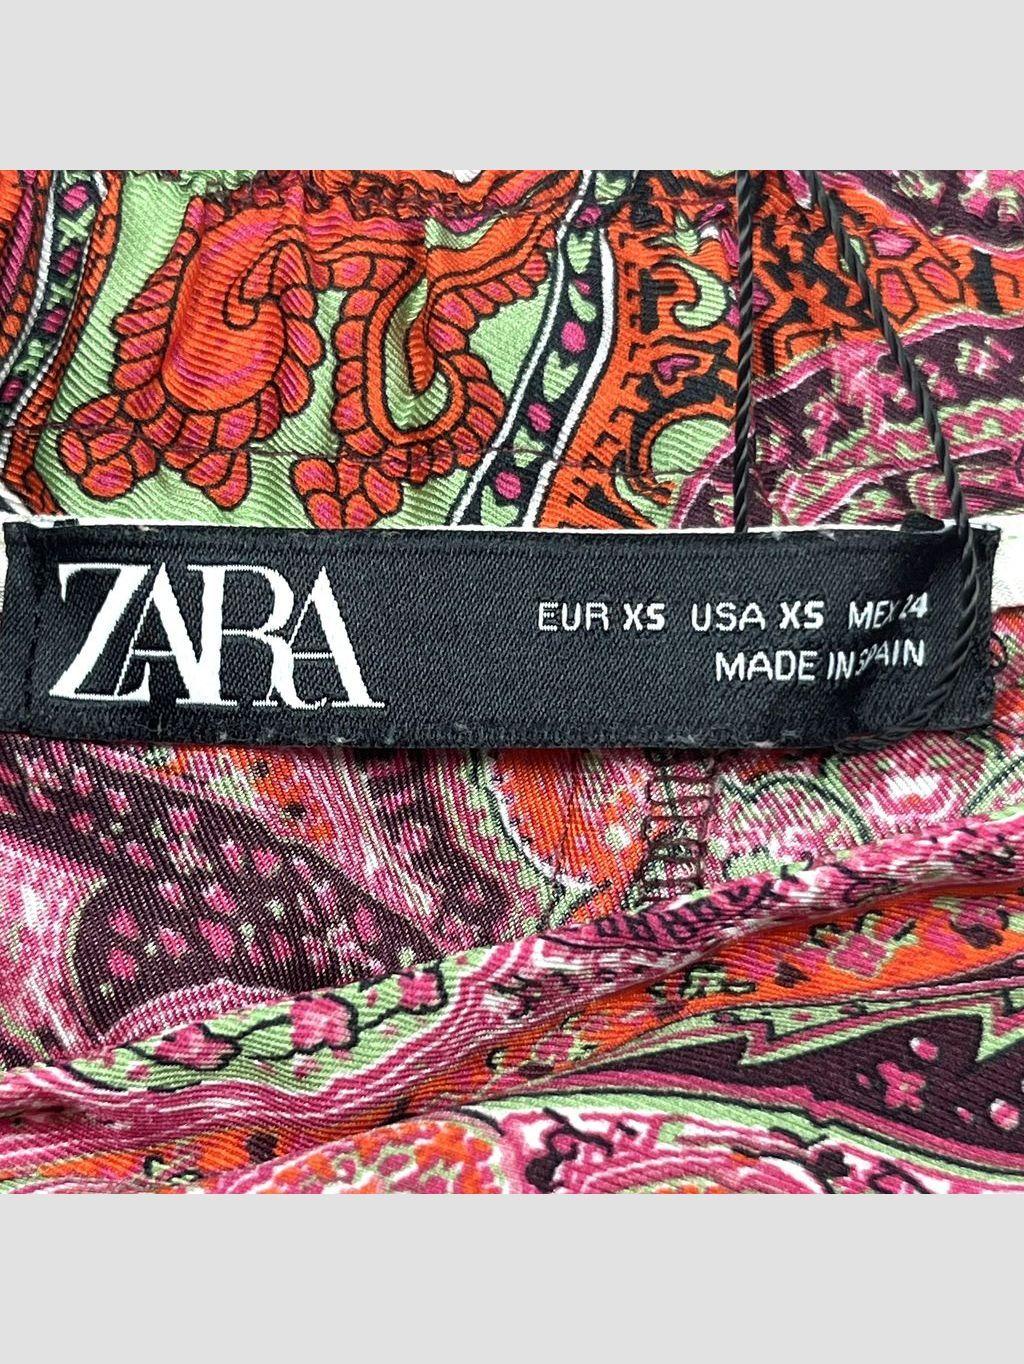 ZARA
EUR XS USA XS MEX 24
MADE IN SPAIN